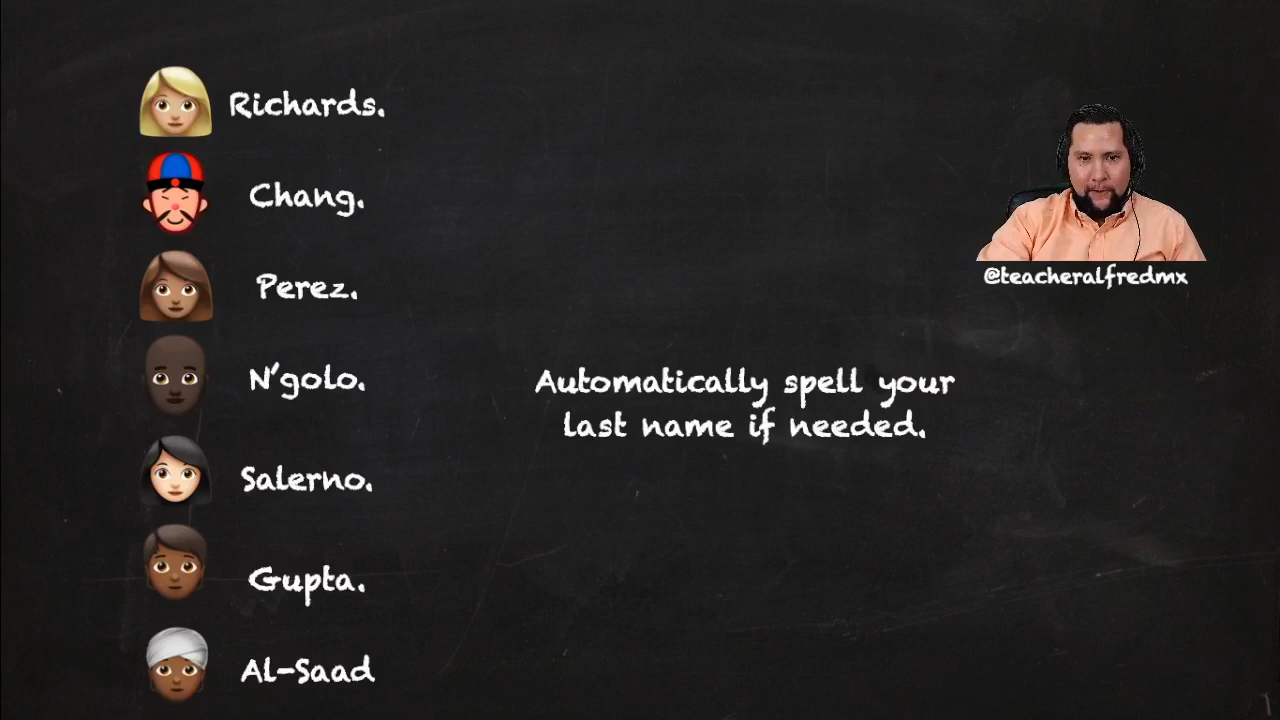 Richards.
Chang.
Perez.
N'golo.
Salerno.
Gupta.
Al-Saad
Automatically spell your
last name if needed.
@teacheralfredmx